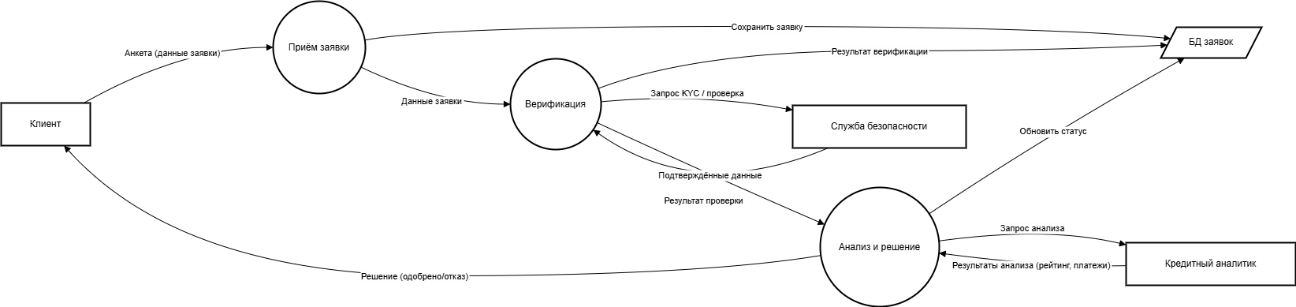 Сохранить заявку
Приём заявки
БД заявок
Анкета (данные заявки)
Результат верификации
Запрос KYC / проверка
Данные заявки
Верификация
Клиент
Служба безопасности
Обновить статус
Подтверждённые данные
Результат проверки
Запрос анализа
Анализ и решение
Результаты анализа (рейтинг, платежи)
Кредитный аналитик
Решение (одобрено/отказ)